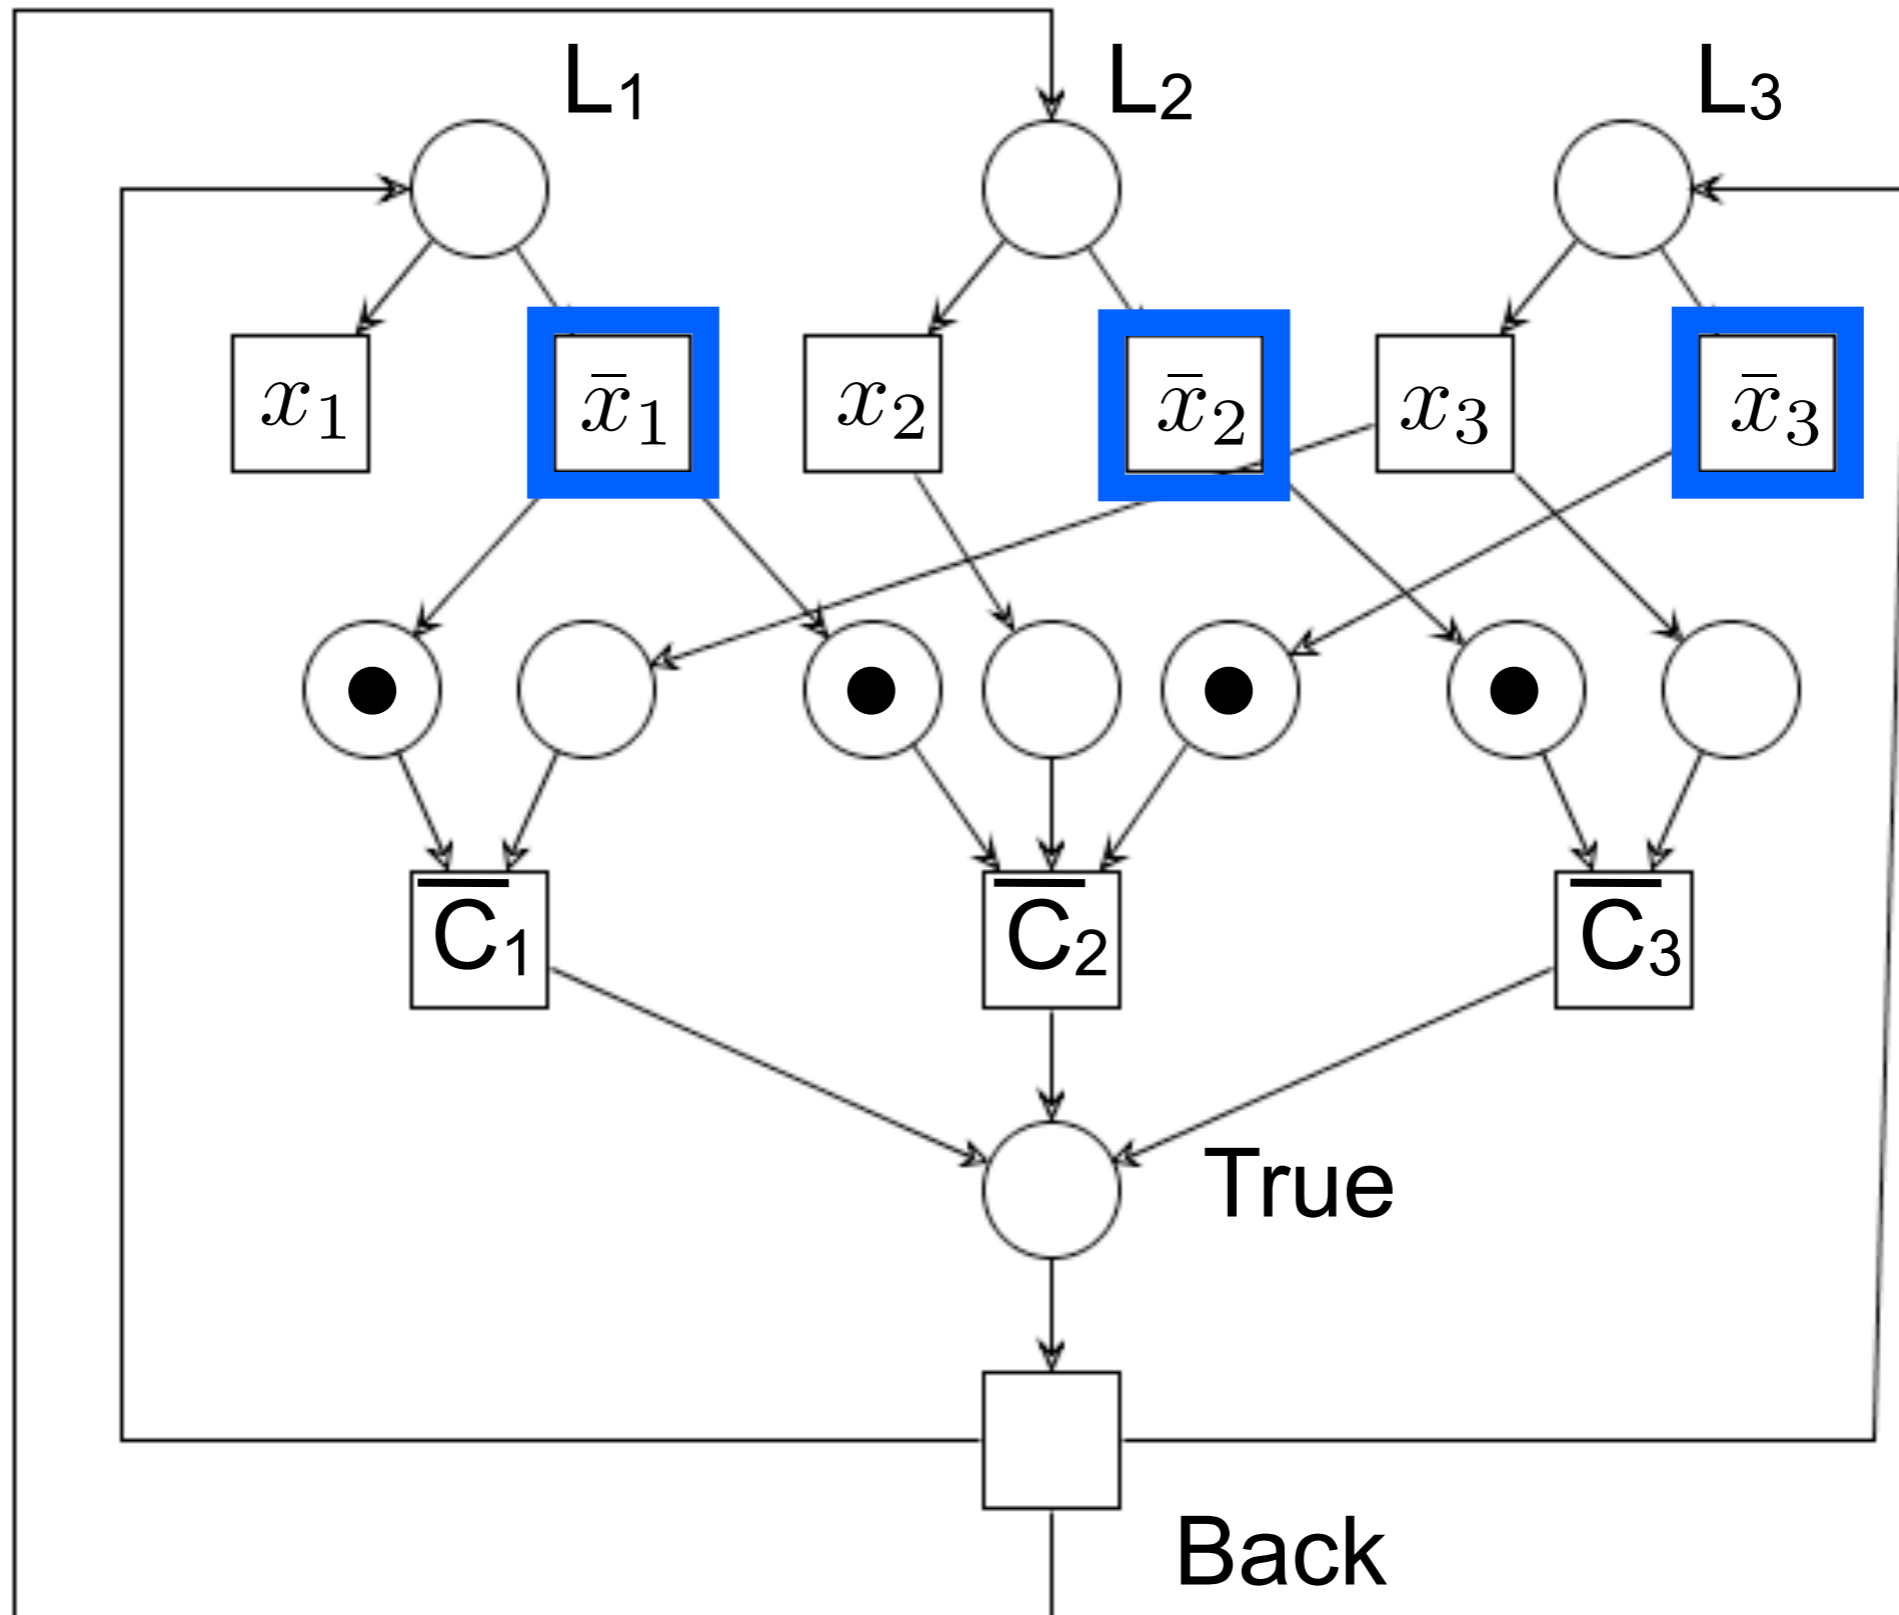 L₁ L₂ L₃
x₁ x̄₁ x₂ x̄₂ x₃ x̄₃
C̅₁ C̅₂ C̅₃
True
Back